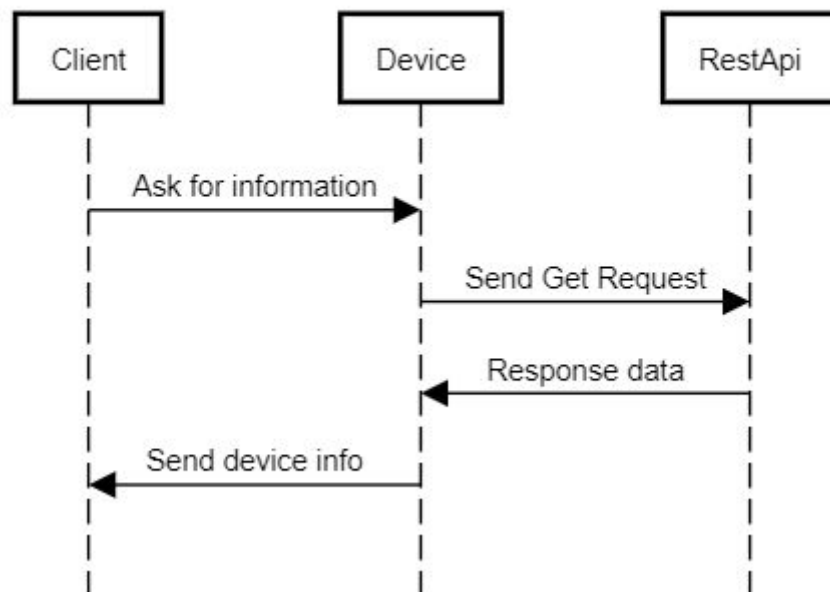 Client
Device
RestApi
Ask for information
Send Get Request
Response data
Send device info